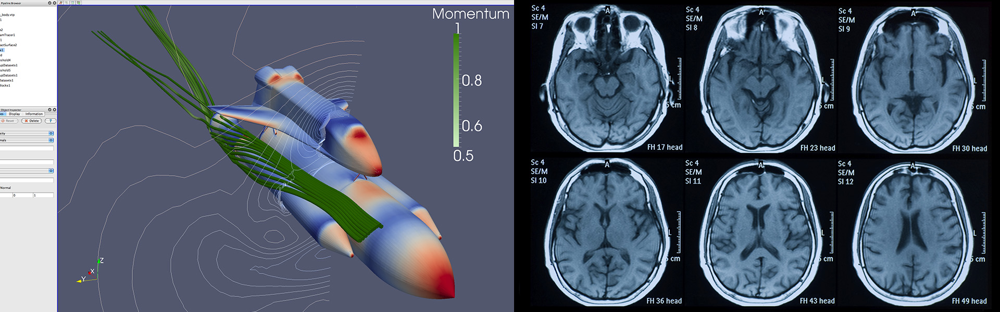 Pipeline Browser
_body.vtp
1
e2
amTracer1
1
actSurface2
e1
d
eshold4
upDatasets1
eshold5
upDatasets1
Datasets1
Blocks1
Object Inspector
es Display Information
Reset Delete ?
sity
mals
Normal
0 1
Momentum
1
0.8
0.6
0.5
Z
X
Y
Sc 4
SE/M
SI 7
A
L
5 cm
FH 17 head
Sc 4
SE/M
SI 8
A
L
5 cm
FH 23 head
Sc 4
SE/M
SI 9
A
L
5 cm
FH 30 head
Sc 4
SE/M
SI 10
A
L
5 cm
FH 36 head
Sc 4
SE/M
SI 11
A
L
5 cm
FH 43 head
Sc 4
SE/M
SI 12
A
L
5 cm
FH 49 head